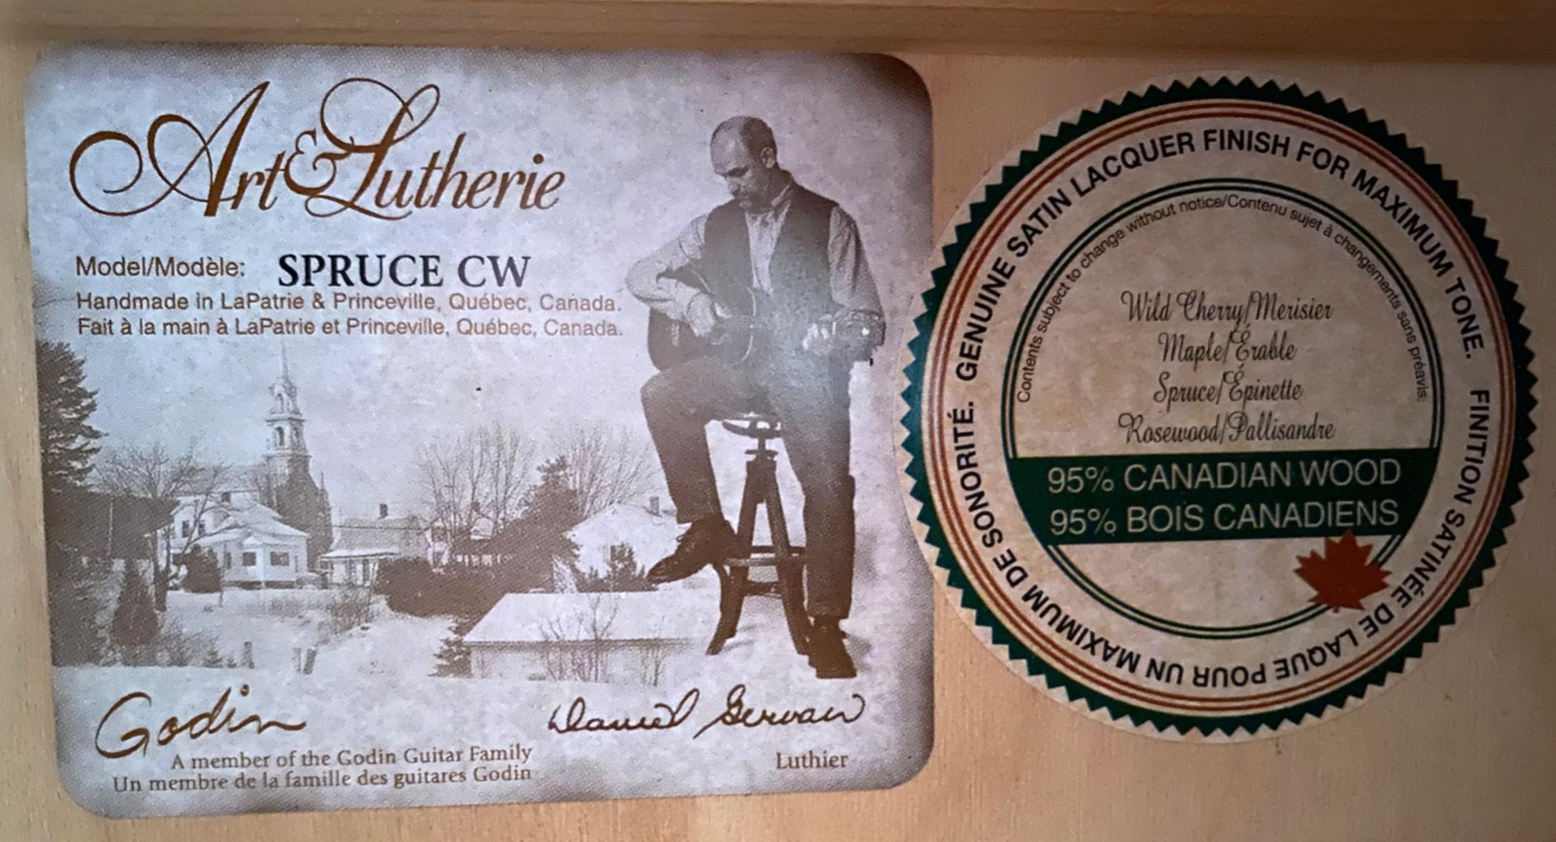 Art & Lutherie
Model/Modèle: SPRUCE CW
Handmade in LaPatrie & Princeville, Québec, Canada.
Fait à la main à LaPatrie et Princeville, Québec, Canada.
Godin
A member of the Godin Guitar Family
Un membre de la famille des guitares Godin
Daniel Gervais
Luthier
GENUINE SATIN LACQUER FINISH FOR MAXIMUM TONE.
FINITION SATINÉE DE LAQUE POUR UN MAXIMUM DE SONORITÉ.
Contents subject to change without notice/Contenu sujet à changements sans préavis.
Wild Cherry/Merisier
Maple/Érable
Spruce/Épinette
Rosewood/Pallisandre
95% CANADIAN WOOD
95% BOIS CANADIENS